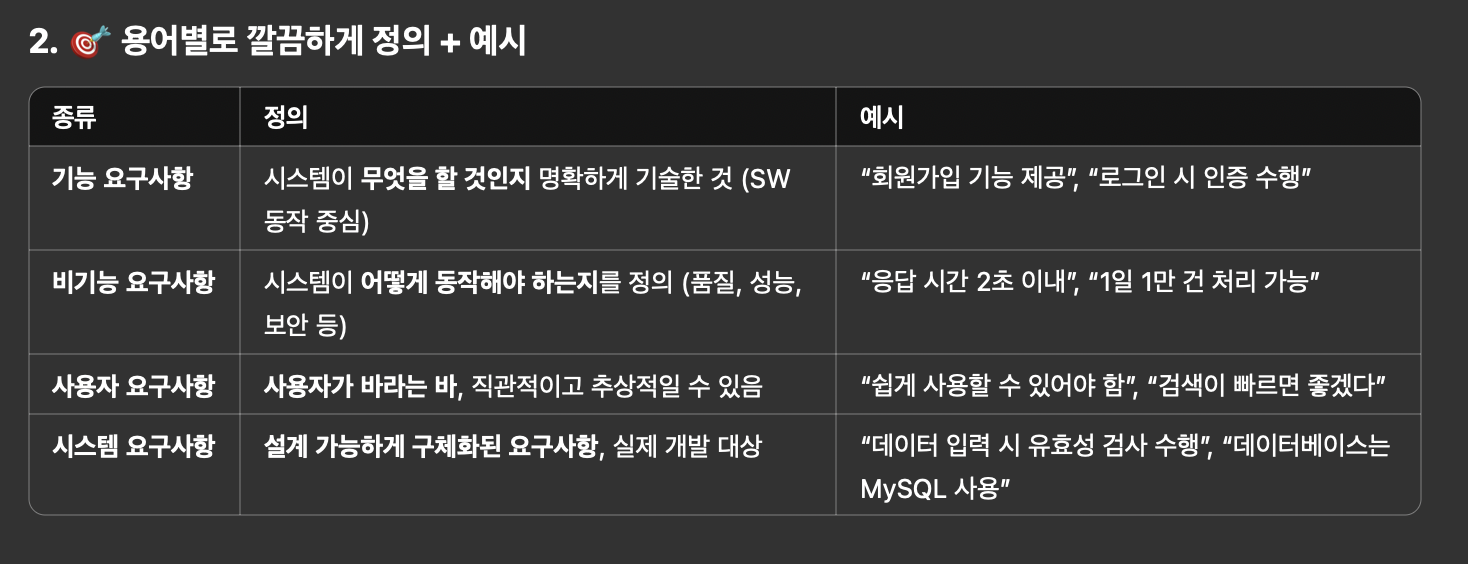 2. 🎯 용어별로 깔끔하게 정의 + 예시
종류 정의 예시
기능 요구사항 시스템이 무엇을 할 것인지 명확하게 기술한 것 (SW “회원가입 기능 제공”, “로그인 시 인증 수행”
동작 중심)
비기능 요구사항 시스템이 어떻게 동작해야 하는지를 정의 (품질, 성능, “응답 시간 2초 이내”, “1일 1만 건 처리 가능”
보안 등)
사용자 요구사항 사용자가 바라는 바, 직관적이고 추상적일 수 있음 “쉽게 사용할 수 있어야 함”, “검색이 빠르면 좋겠다”
시스템 요구사항 설계 가능하게 구체화된 요구사항, 실제 개발 대상 “데이터 입력 시 유효성 검사 수행”, “데이터베이스는
MySQL 사용”